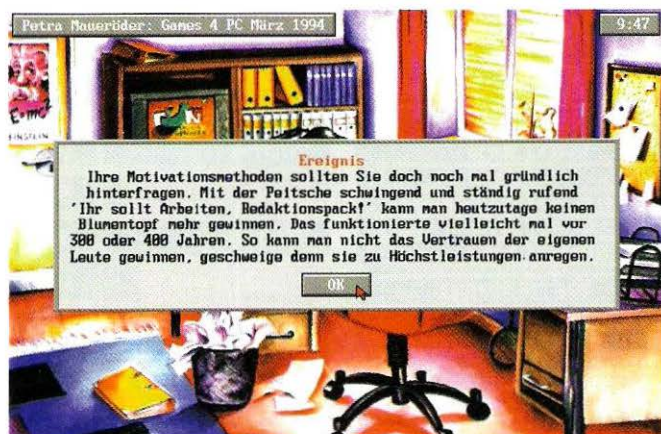 Petra Maueröder: Games 4 PC März 1994
9:47
E=mc²
EINSTEIN
Ereignis
Ihre Motivationsmethoden sollten Sie doch noch mal gründlich
hinterfragen. Mit der Peitsche schwingend und ständig rufend
'Ihr sollt Arbeiten, Redaktionspack!' kann man heutzutage keinen
Blumentopf mehr gewinnen. Das funktionierte vielleicht mal vor
300 oder 400 Jahren. So kann man nicht das Vertrauen der eigenen
Leute gewinnen, geschweige denn sie zu Höchstleistungen anregen.
OK